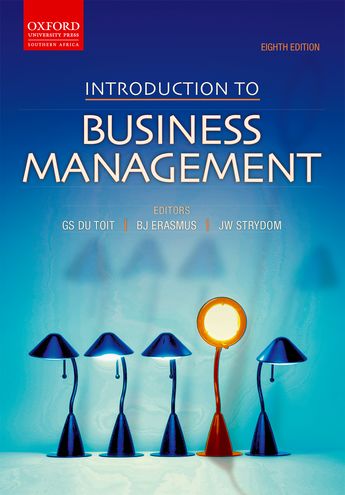 OXFORD
UNIVERSITY PRESS
SOUTHERN AFRICA
EIGHTH EDITION
INTRODUCTION TO
BUSINESS
MANAGEMENT
EDITORS
GS DU TOIT | BJ ERASMUS | JW STRYDOM